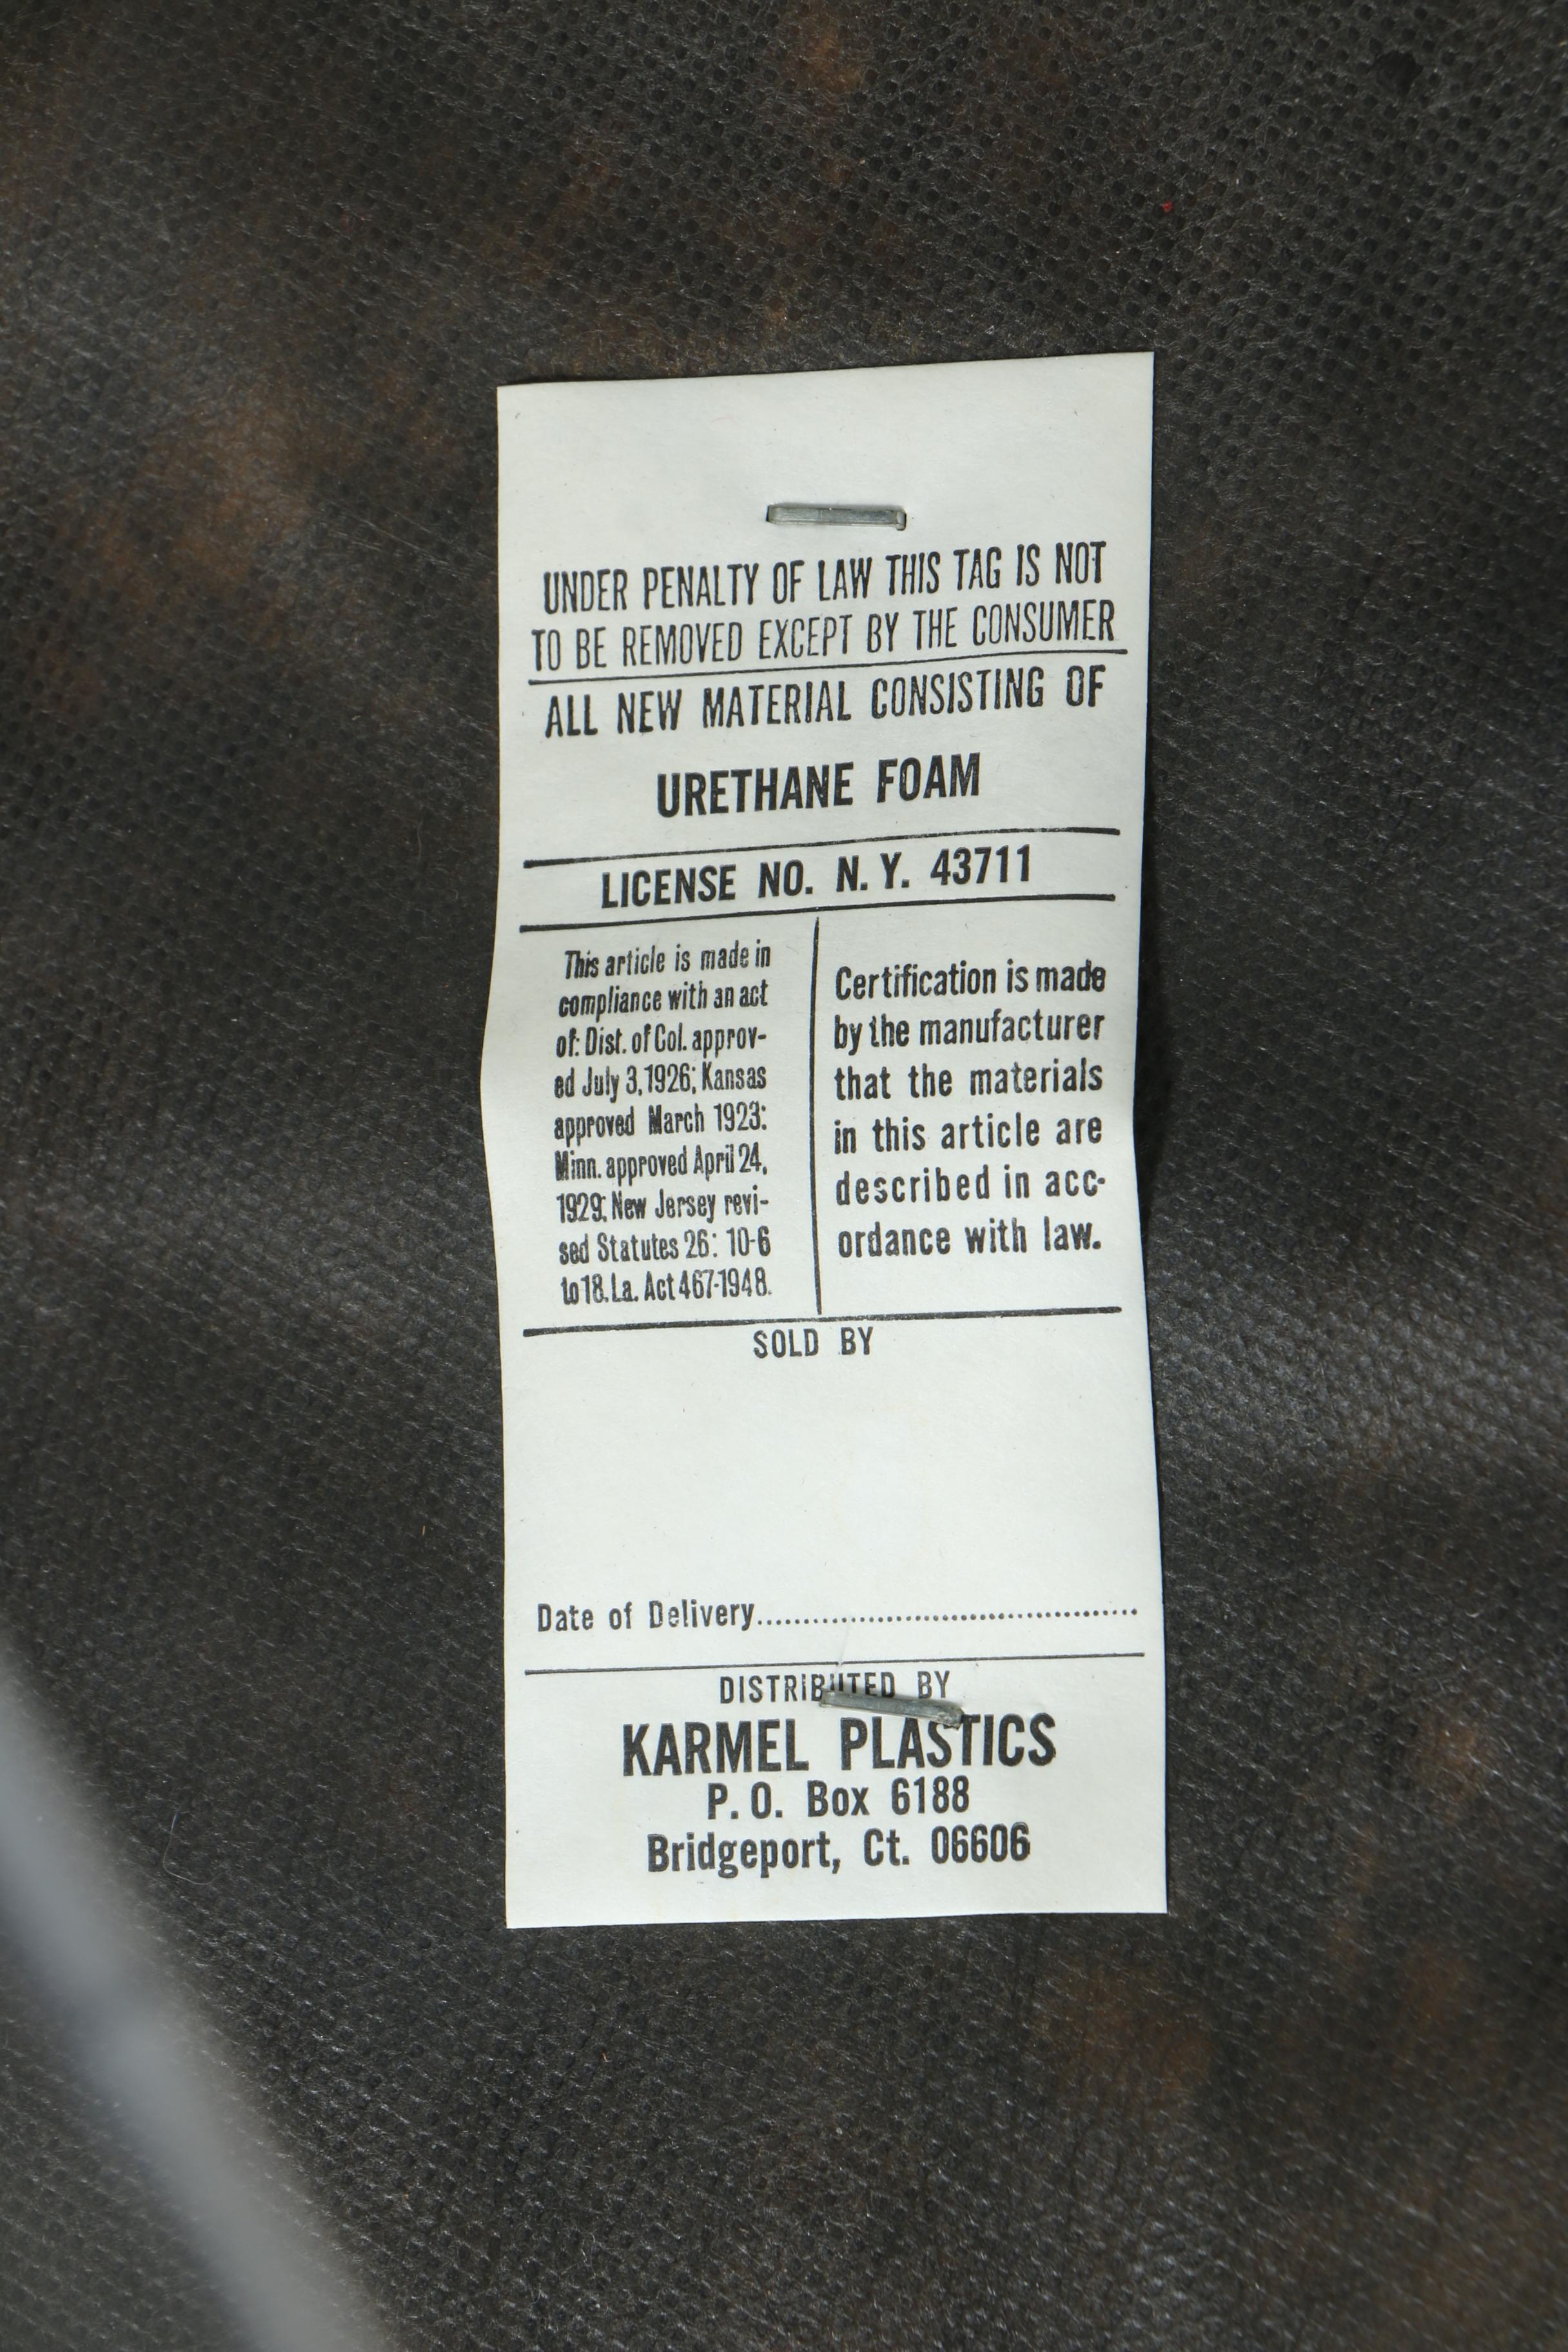 UNDER PENALTY OF LAW THIS TAG IS NOT
TO BE REMOVED EXCEPT BY THE CONSUMER
ALL NEW MATERIAL CONSISTING OF
URETHANE FOAM
LICENSE NO. N. Y. 43711
This article is made in
compliance with an act
of: Dist. of Col. approv-
ed July 3, 1926; Kansas
approved March 1923:
Minn. approved April 24,
1929; New Jersey revi-
sed Statutes 26: 10-6
to 18. La. Act 467-1948.
Certification is made
by the manufacturer
that the materials
in this article are
described in acc-
ordance with law.
SOLD BY
Date of Delivery..........................................
DISTRIBUTED BY
KARMEL PLASTICS
P. O. Box 6188
Bridgeport, Ct. 06606